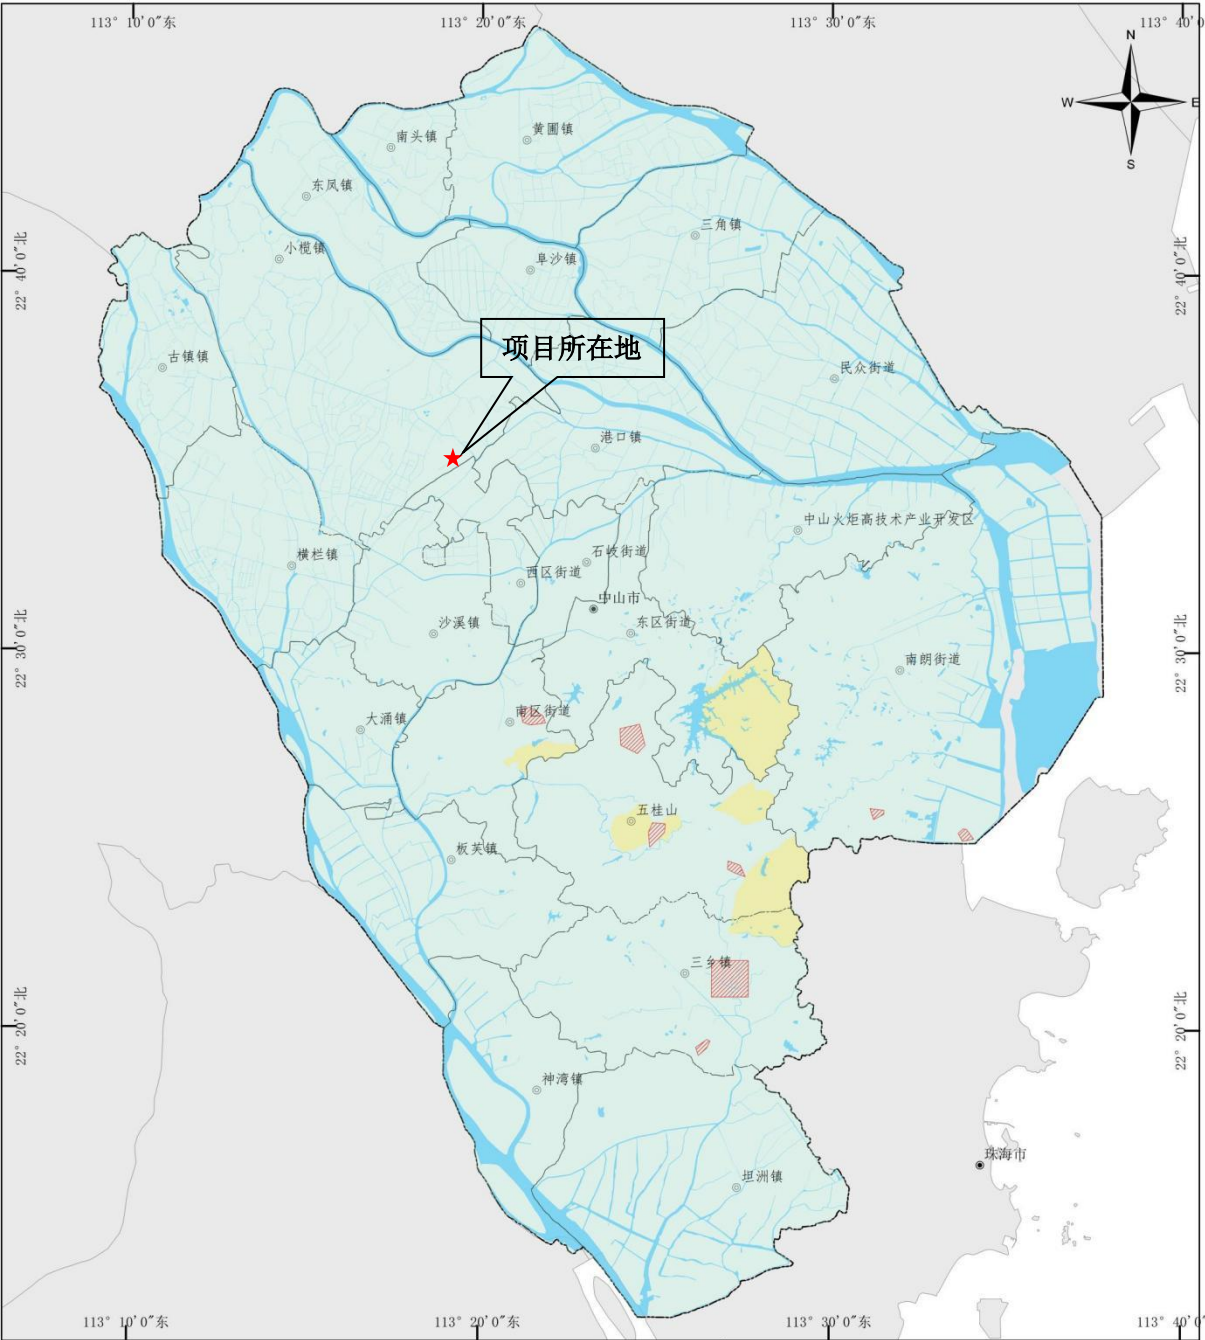 113° 10′0″东
113° 20′0″东
113° 30′0″东
113° 40′0
N
W
E
S
南头镇
黄圃镇
东凤镇
三角镇
小榄镇
阜沙镇
22° 40′0″北
22° 40′0″北
项目所在地
古镇镇
民众街道
港口镇
中山火炬高技术产业开发区
横栏镇
石岐街道
西区街道
中山市
沙溪镇
东区街道
22° 30′0″北
22° 30′0″北
南朗街道
大涌镇
南区街道
五桂山
板芙镇
三乡镇
22° 20′0″北
22° 20′0″北
神湾镇
珠海市
坦洲镇
113° 10′0″东
113° 20′0″东
113° 30′0″东
113° 40′0